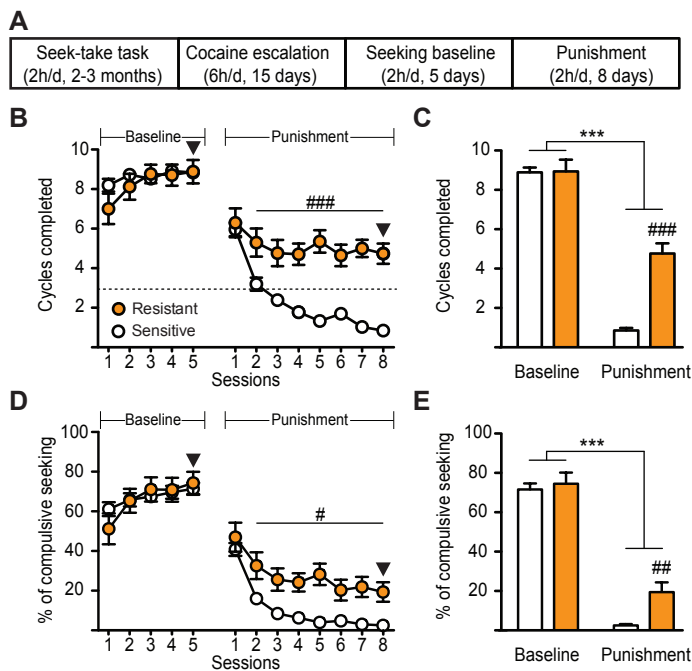 A
Seek-take task
(2h/d, 2-3 months)
Cocaine escalation
(6h/d, 15 days)
Seeking baseline
(2h/d, 5 days)
Punishment
(2h/d, 8 days)
B
Baseline
Punishment
Cycles completed
10
8
6
4
2
###
Resistant
Sensitive
1 2 3 4 5
1 2 3 4 5 6 7 8
Sessions
C
Cycles completed
10
8
6
4
2
***
###
Baseline
Punishment
D
Baseline
Punishment
% of compulsive seeking
100
80
60
40
20
#
1 2 3 4 5
1 2 3 4 5 6 7 8
Sessions
E
% of compulsive seeking
100
80
60
40
20
***
##
Baseline
Punishment